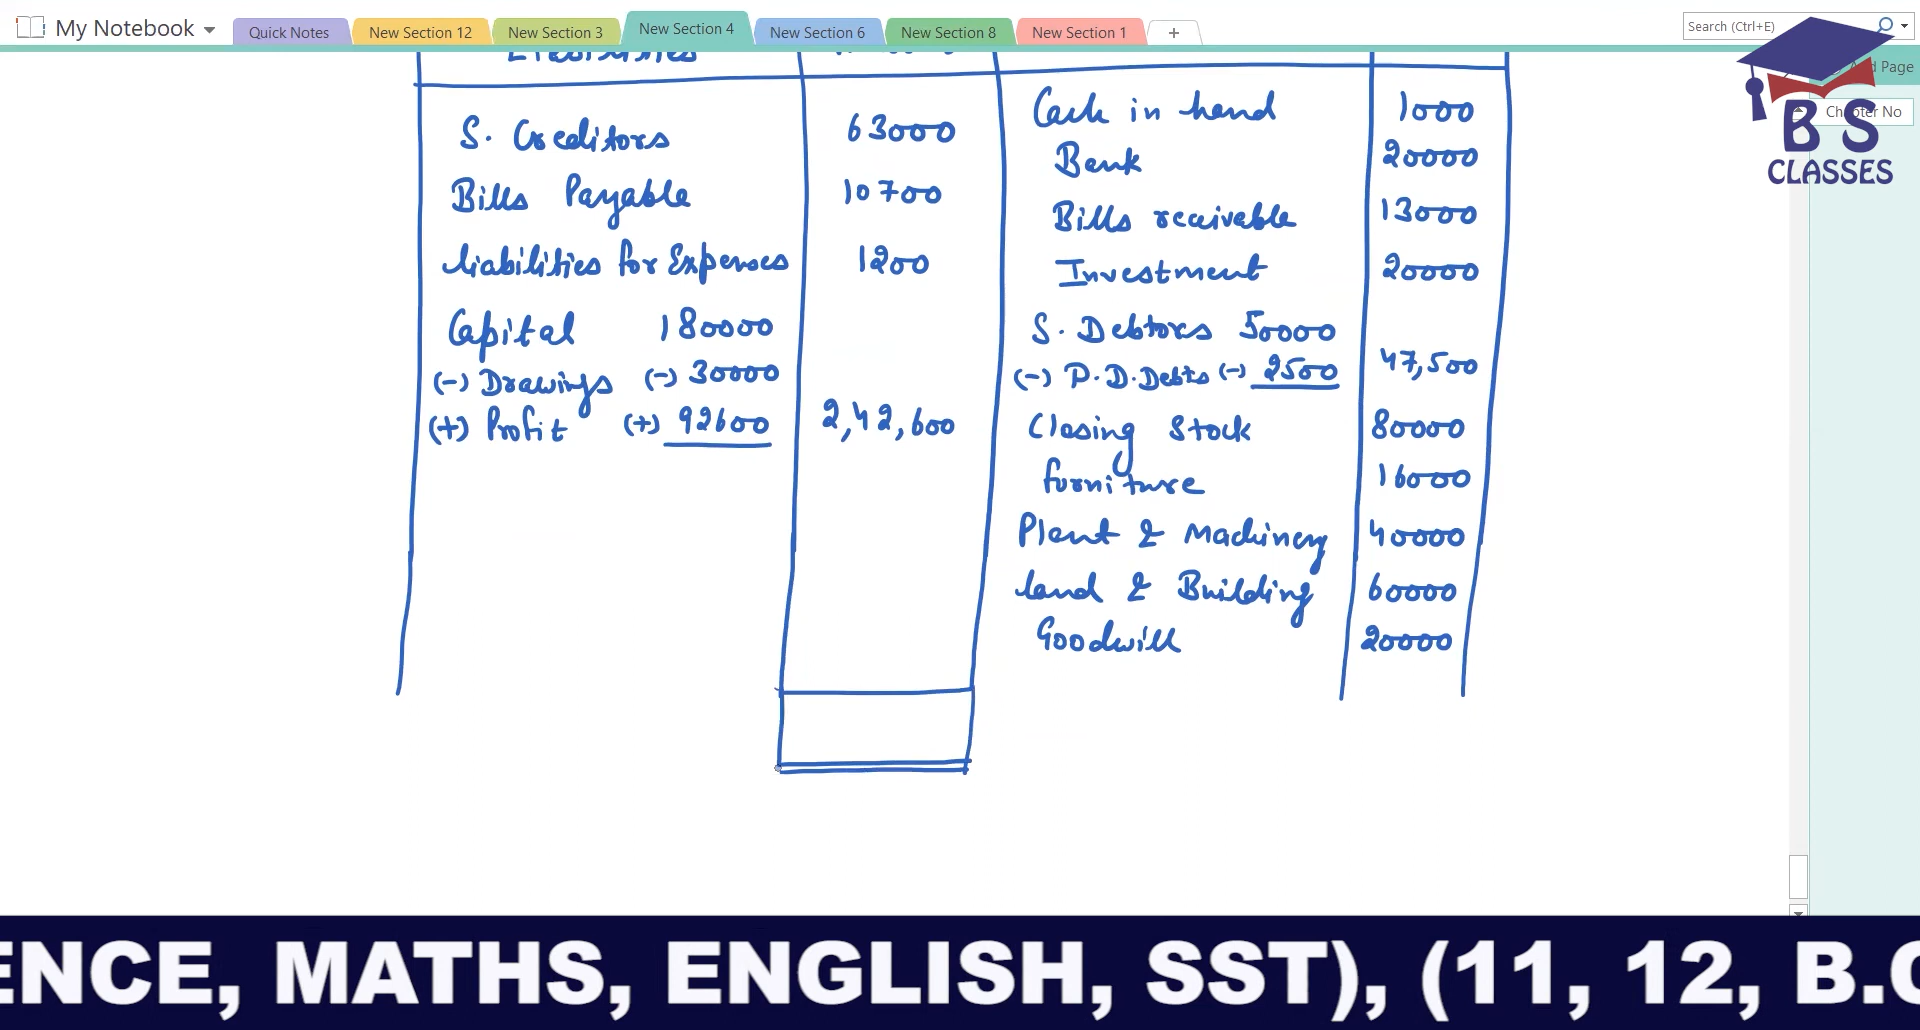 My Notebook
Quick Notes
New Section 12
New Section 3
New Section 4
New Section 6
New Section 8
New Section 1
+
Search (Ctrl+E)
Page
No
B S
CLASSES
S. Creditors 63000
Bills Payable 10700
liabilities for Expenses 1200
Capital 180000
(-) Drawings (-) 30000
(+) Profit (+) 92600 2,42,600
Cash in hand 1000
Bank 20000
Bills receivable 13000
Investment 20000
S. Debtors 50000
(-) P.D.Debts (-) 2500 47,500
Closing Stock 80000
furniture 16000
Plant & Machinery 40000
land & Building 60000
Goodwill 20000
ENCE, MATHS, ENGLISH, SST), (11, 12, B.C